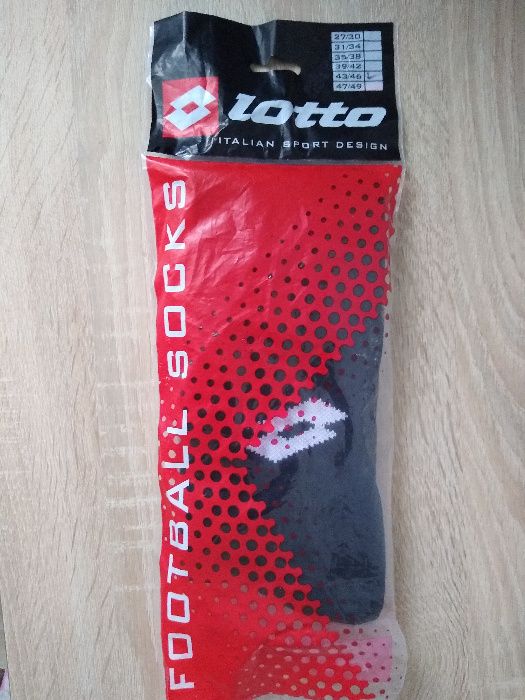 27/30
31/34
35/38
39/42
43/46
47/49
lotto
ITALIAN SPORT DESIGN
FOOTBALL SOCKS